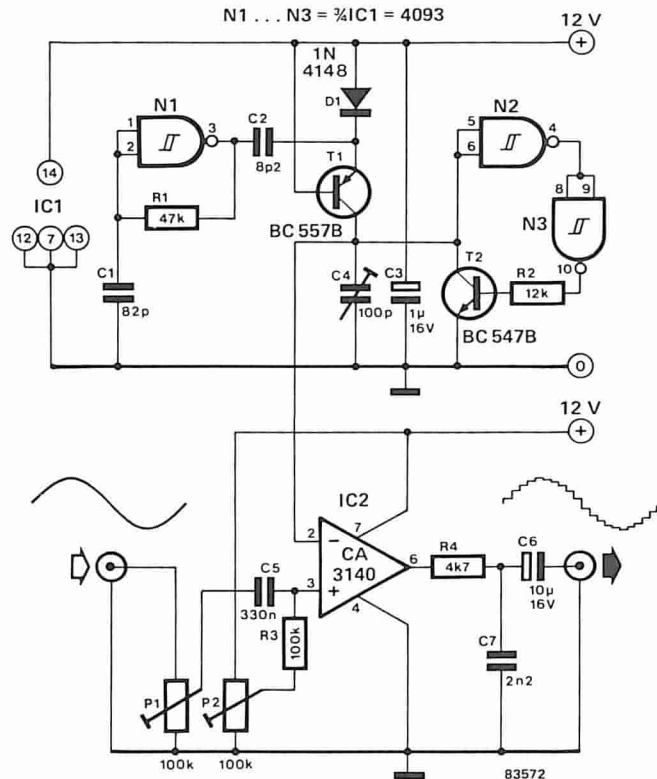 N1 . . . N3 = ¾IC1 = 4093
12 V
+
1N
4148
D1
N1
1
2
3
C2
8p2
N2
5
6
4
T1
14
IC1
12
7
13
R1
47k
BC 557B
8
9
N3
10
C1
82p
C4
100p
C3
1µ
16V
T2
R2
12k
BC 547B
0
12 V
+
IC2
2
−
7
CA
3140
6
3
+
4
C5
330n
R3
100k
R4
4k7
C6
10µ
16V
C7
2n2
P1
100k
P2
100k
83572